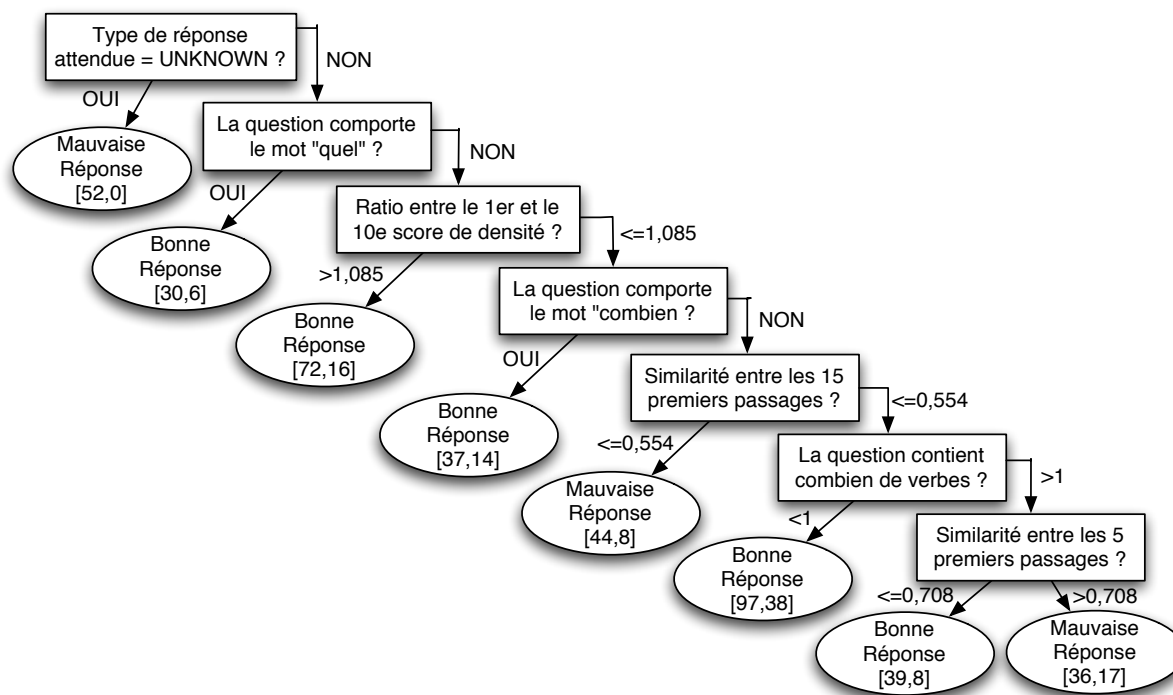 Type de réponse
attendue = UNKNOWN ?
NON
OUI
La question comporte
le mot "quel" ?
Mauvaise
Réponse
[52,0]
NON
OUI
Ratio entre le 1er et le
10e score de densité ?
Bonne
Réponse
[30,6]
<=1,085
>1,085
La question comporte
le mot "combien ?
Bonne
Réponse
[72,16]
NON
OUI
Similarité entre les 15
premiers passages ?
Bonne
Réponse
[37,14]
<=0,554
<=0,554
La question contient
combien de verbes ?
Mauvaise
Réponse
[44,8]
>1
<1
Similarité entre les 5
premiers passages ?
Bonne
Réponse
[97,38]
<=0,708
>0,708
Bonne
Réponse
[39,8]
Mauvaise
Réponse
[36,17]